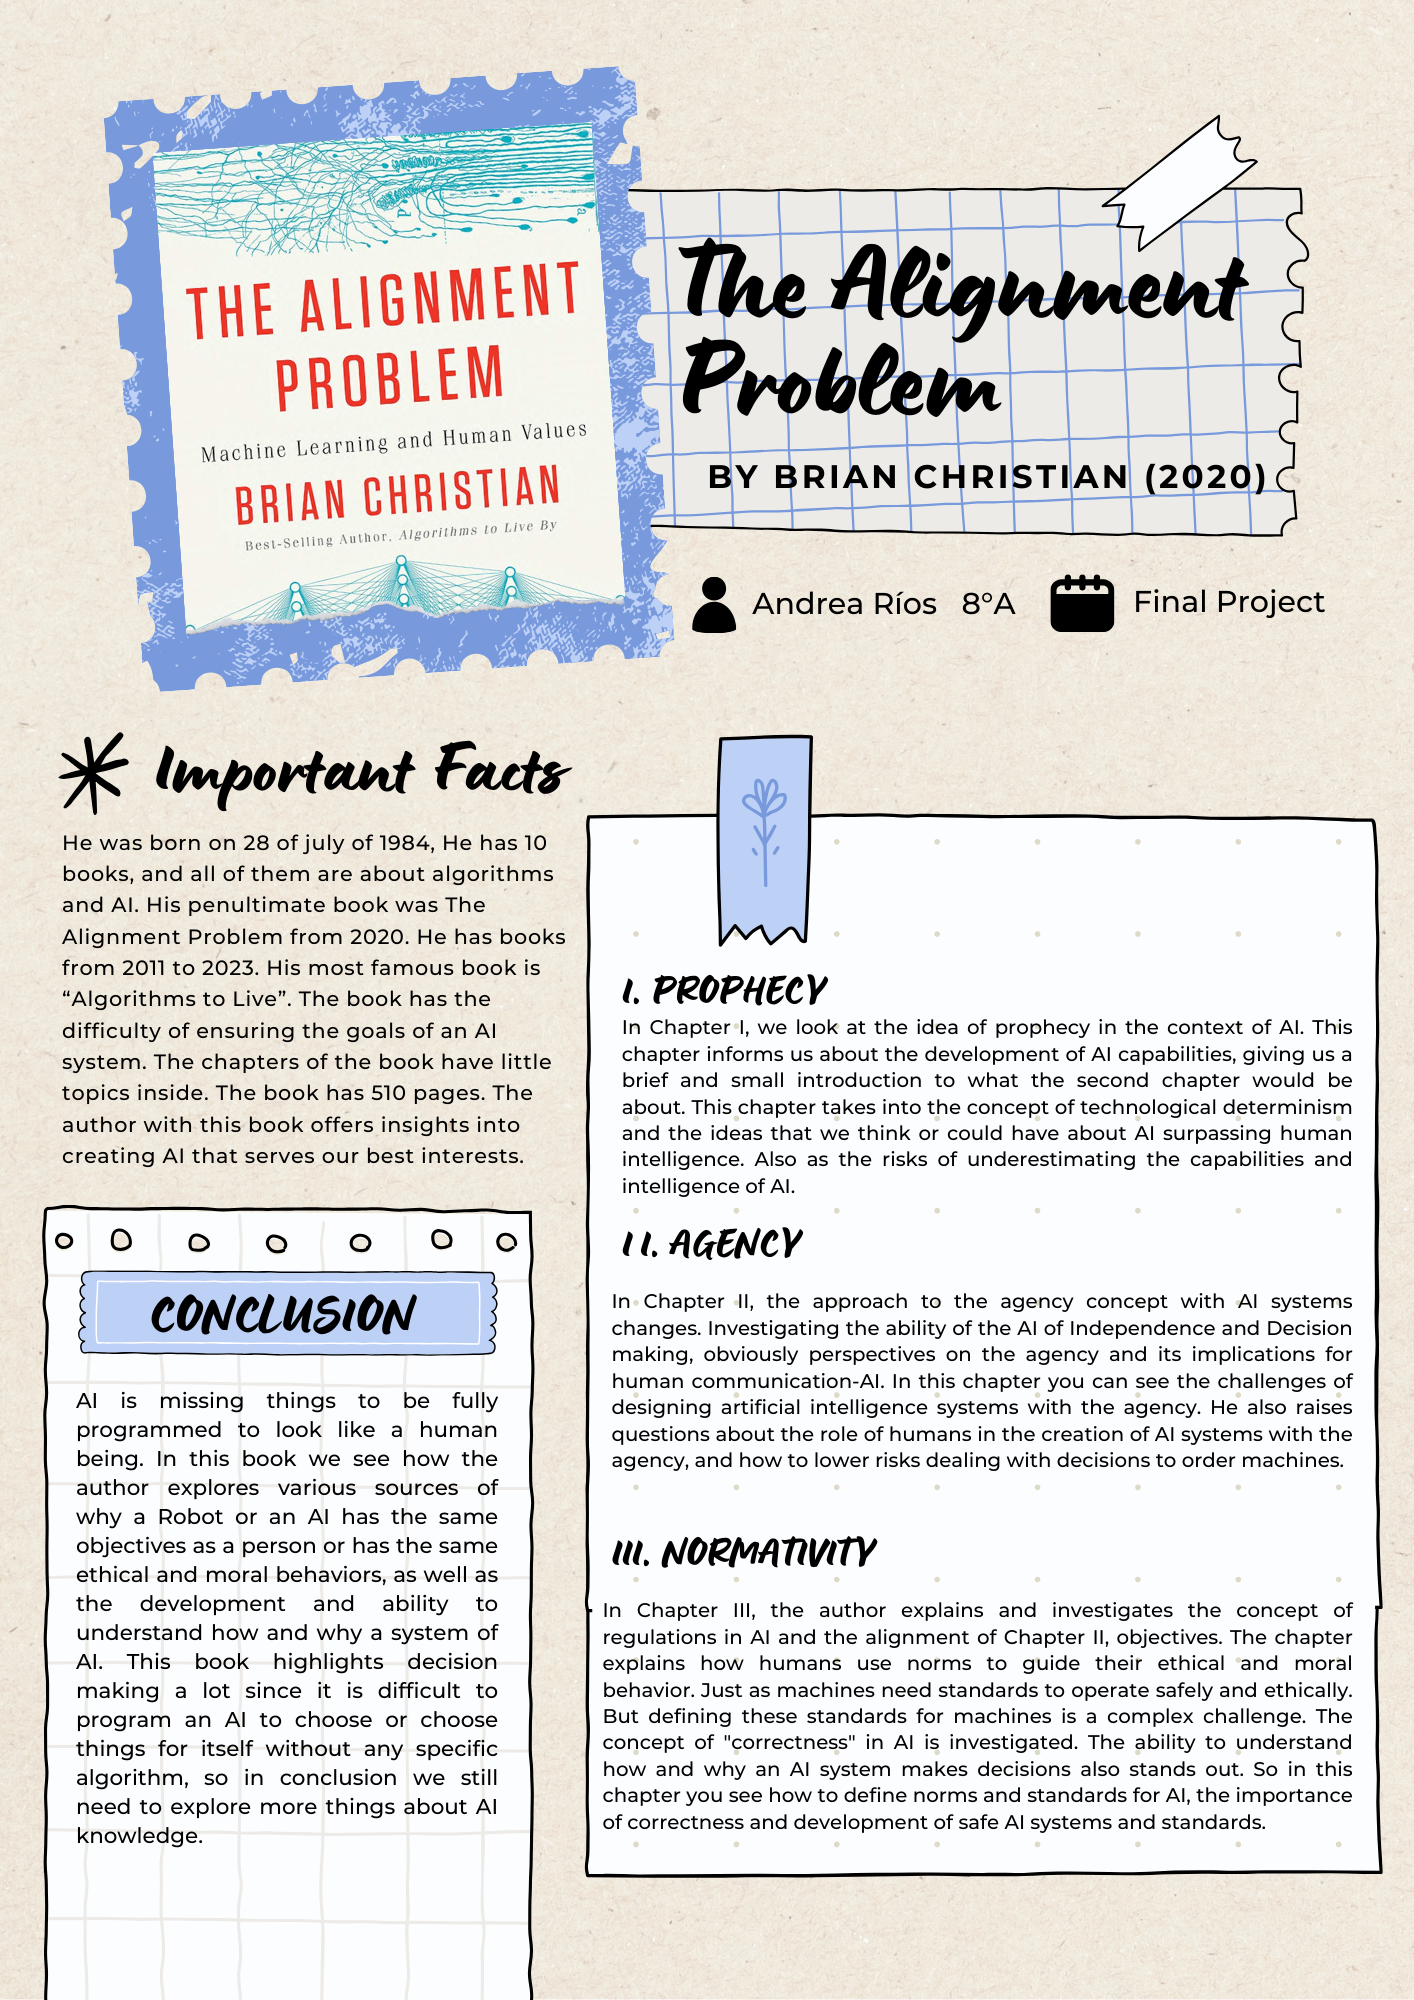 THE ALIGNMENT
PROBLEM
Machine Learning and Human Values
BRIAN CHRISTIAN
Best-Selling Author, Algorithms to Live By
The Alignment
Problem
BY BRIAN CHRISTIAN (2020)
Andrea Ríos 8°A
Final Project
Important Facts
He was born on 28 of july of 1984, He has 10
books, and all of them are about algorithms
and AI. His penultimate book was The
Alignment Problem from 2020. He has books
from 2011 to 2023. His most famous book is
“Algorithms to Live”. The book has the
difficulty of ensuring the goals of an AI
system. The chapters of the book have little
topics inside. The book has 510 pages. The
author with this book offers insights into
creating AI that serves our best interests.
CONCLUSION
AI is missing things to be fully
programmed to look like a human
being. In this book we see how the
author explores various sources of
why a Robot or an AI has the same
objectives as a person or has the same
ethical and moral behaviors, as well as
the development and ability to
understand how and why a system of
AI. This book highlights decision
making a lot since it is difficult to
program an AI to choose or choose
things for itself without any specific
algorithm, so in conclusion we still
need to explore more things about AI
knowledge.
I. PROPHECY
In Chapter I, we look at the idea of prophecy in the context of AI. This
chapter informs us about the development of AI capabilities, giving us a
brief and small introduction to what the second chapter would be
about. This chapter takes into the concept of technological determinism
and the ideas that we think or could have about AI surpassing human
intelligence. Also as the risks of underestimating the capabilities and
intelligence of AI.
II. AGENCY
In Chapter II, the approach to the agency concept with AI systems
changes. Investigating the ability of the AI of Independence and Decision
making, obviously perspectives on the agency and its implications for
human communication-AI. In this chapter you can see the challenges of
designing artificial intelligence systems with the agency. He also raises
questions about the role of humans in the creation of AI systems with the
agency, and how to lower risks dealing with decisions to order machines.
III. NORMATIVITY
In Chapter III, the author explains and investigates the concept of
regulations in AI and the alignment of Chapter II, objectives. The chapter
explains how humans use norms to guide their ethical and moral
behavior. Just as machines need standards to operate safely and ethically.
But defining these standards for machines is a complex challenge. The
concept of "correctness" in AI is investigated. The ability to understand
how and why an AI system makes decisions also stands out. So in this
chapter you see how to define norms and standards for AI, the importance
of correctness and development of safe AI systems and standards.